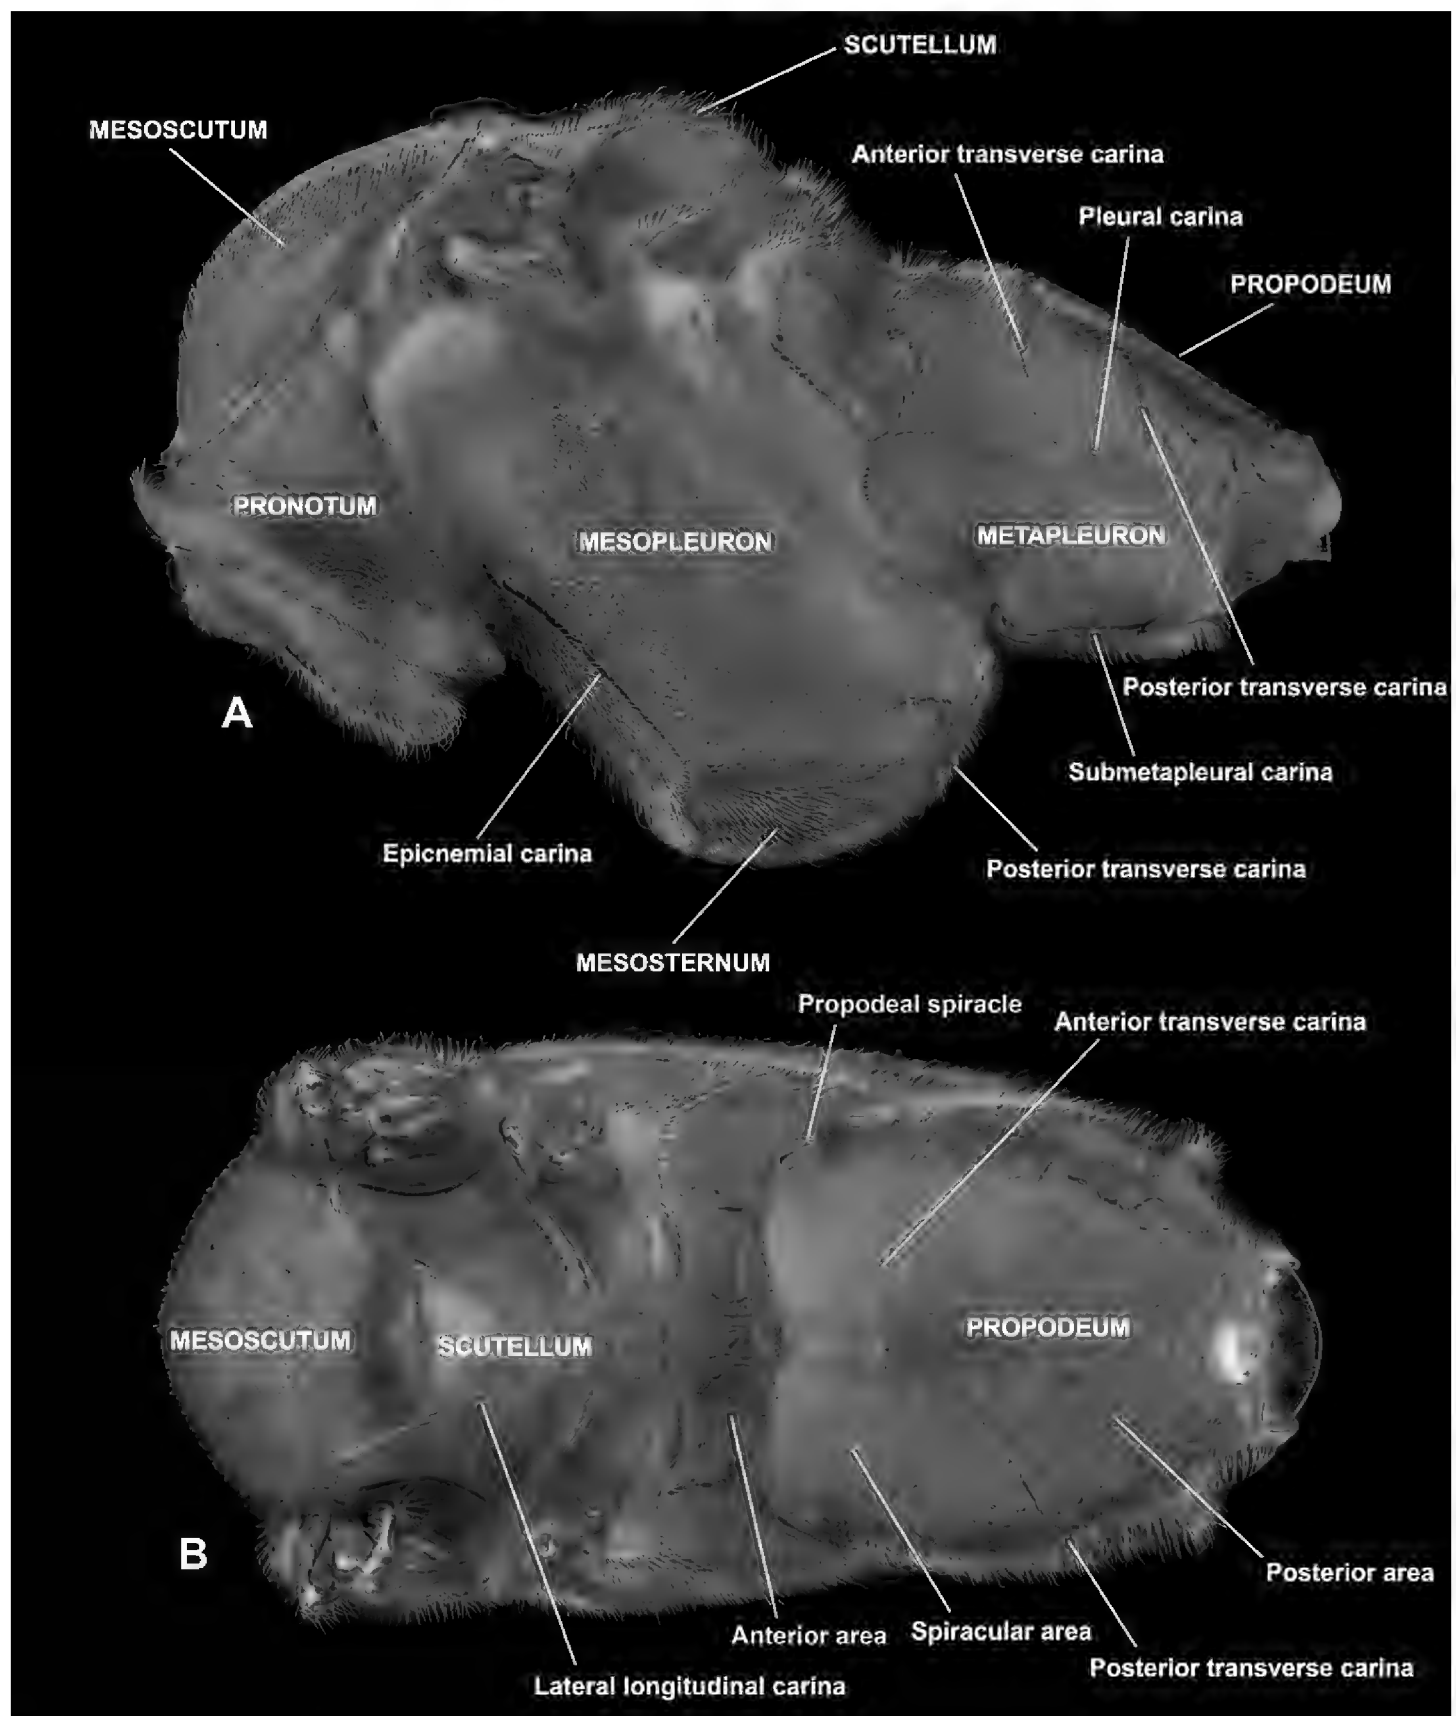 SCUTELLUM
MESOSCUTUM
Anterior transverse carina
Pleural carina
PROPODEUM
PRONOTUM
MESOPLEURON
METAPLEURON
A
Posterior transverse carina
Submetapleural carina
Epicnemial carina
Posterior transverse carina
MESOSTERNUM
Propodeal spiracle
Anterior transverse carina
MESOSCUTUM
SCUTELLUM
PROPODEUM
B
Posterior area
Anterior area
Spiracular area
Posterior transverse carina
Lateral longitudinal carina